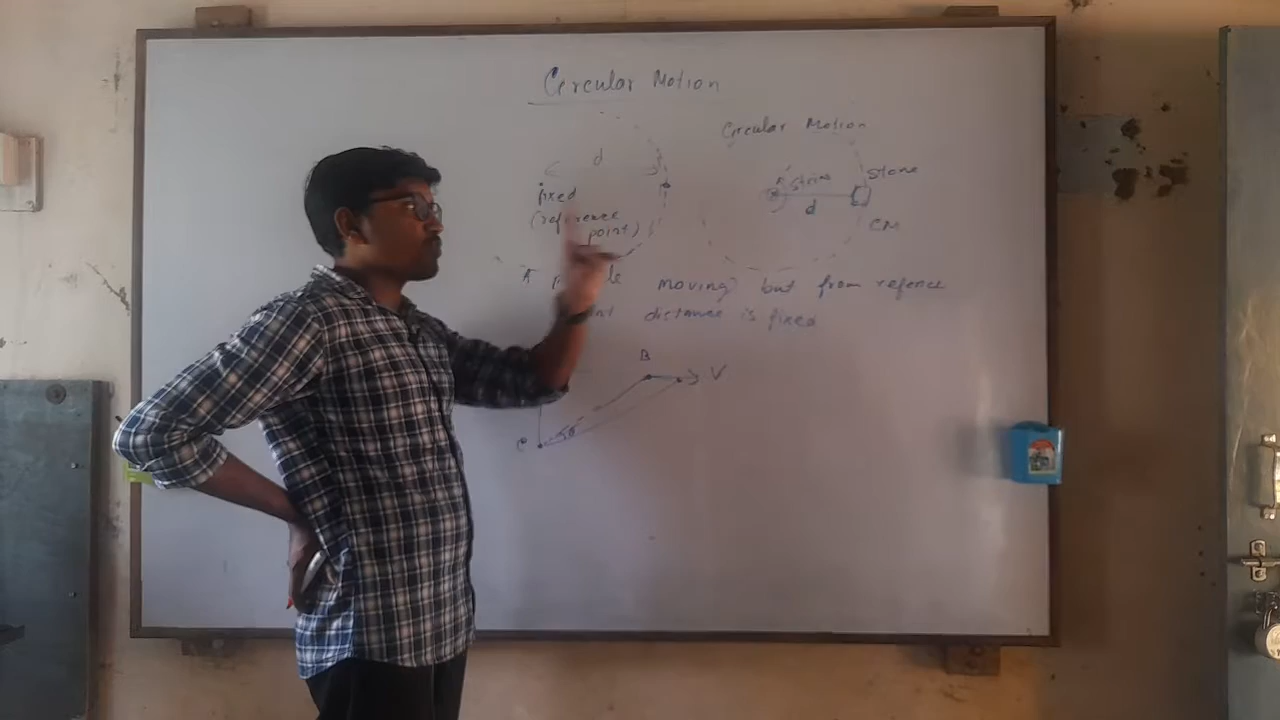 Circular Motion
d
fixed
(reference
point)
Circular Motion
String
Stone
d
CM
A moving but from refence
distance is fixed
B
V
C θ